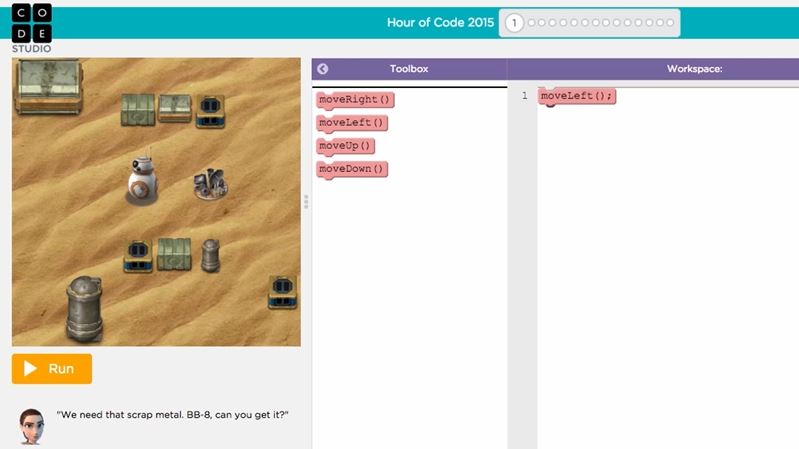 CODE
STUDIO
Hour of Code 2015
1
Toolbox
Workspace:
moveRight()
moveLeft()
moveUp()
moveDown()
1
moveLeft();
Run
"We need that scrap metal. BB-8, can you get it?"